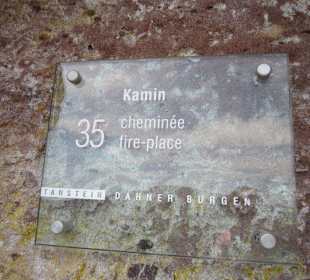 Kamin
35 cheminée
fire-place
TANSTEIN DAHNER BURGEN